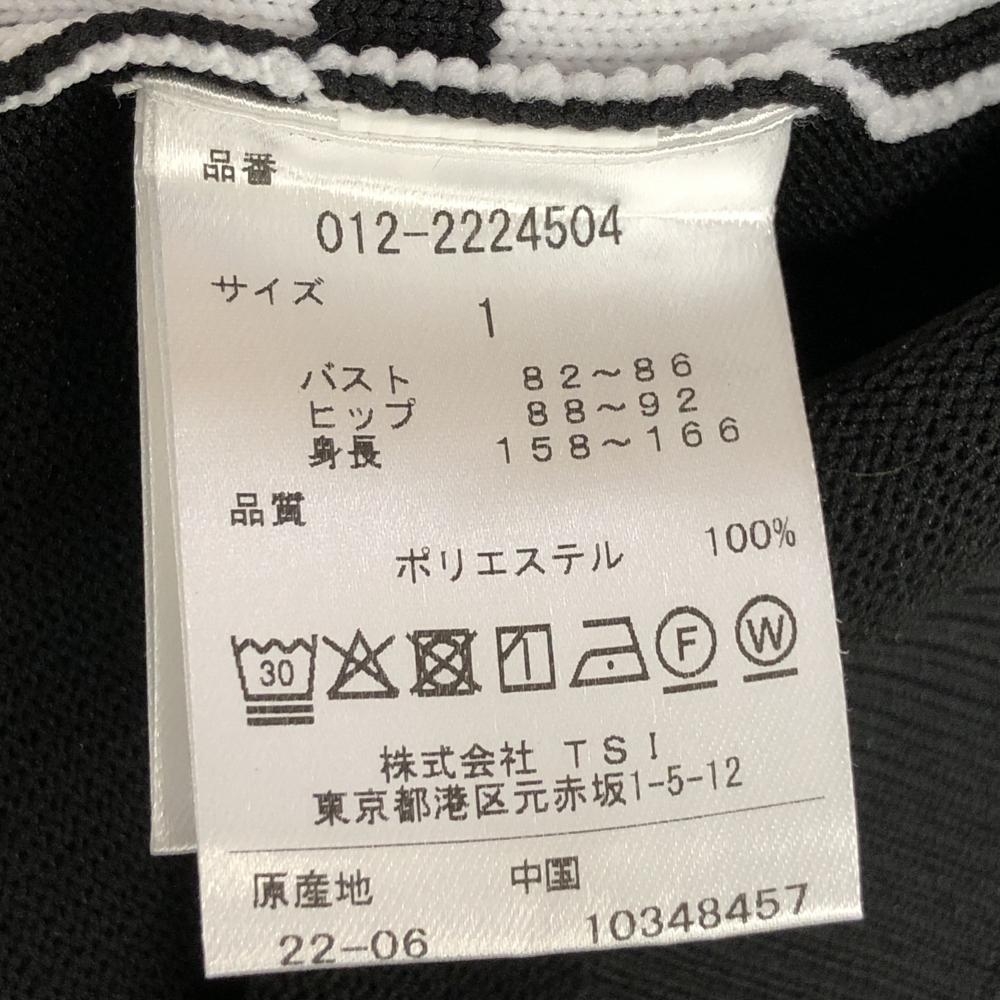 品番
012-2224504
サイズ
1
バスト 82～86
ヒップ 88～92
身長 158～166
品質
ポリエステル 100%
30 1 F W
株式会社 TSI
東京都港区元赤坂1-5-12
原産地 中国
22-06 10348457